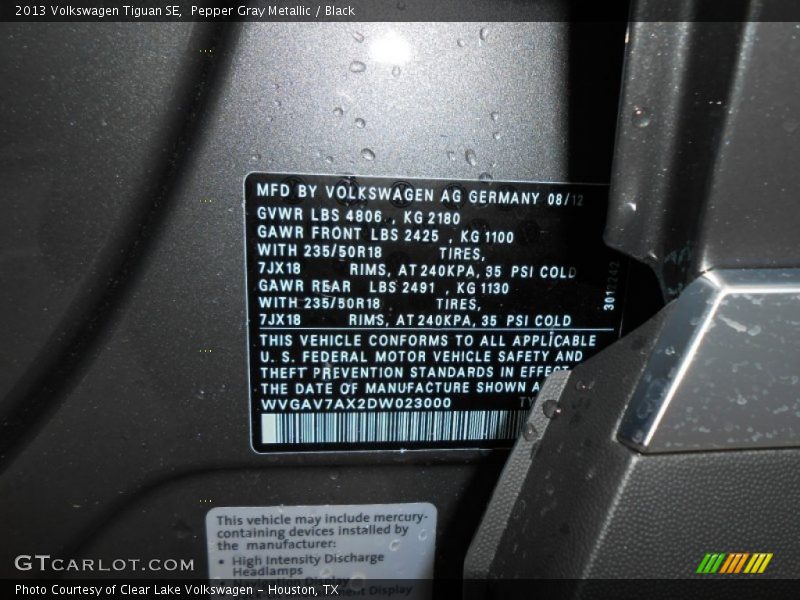 2013 Volkswagen Tiguan SE, Pepper Gray Metallic / Black
MFD BY VOLKSWAGEN AG GERMANY 08/12
GVWR LBS 4806 , KG 2180
GAWR FRONT LBS 2425 , KG 1100
WITH 235/50R18 TIRES,
7JX18 RIMS, AT 240KPA, 35 PSI COLD
GAWR REAR LBS 2491 , KG 1130
WITH 235/50R18 TIRES,
7JX18 RIMS, AT 240KPA, 35 PSI COLD
3012242
THIS VEHICLE CONFORMS TO ALL APPLICABLE
U. S. FEDERAL MOTOR VEHICLE SAFETY AND
THEFT PREVENTION STANDARDS IN EFFECT
THE DATE OF MANUFACTURE SHOWN A
WVGAV7AX2DW023000 TY
This vehicle may include mercury-
containing devices installed by
the manufacturer:
• High Intensity Discharge
Headlamps
Display
GTCARLOT.COM
Photo Courtesy of Clear Lake Volkswagen – Houston, TX